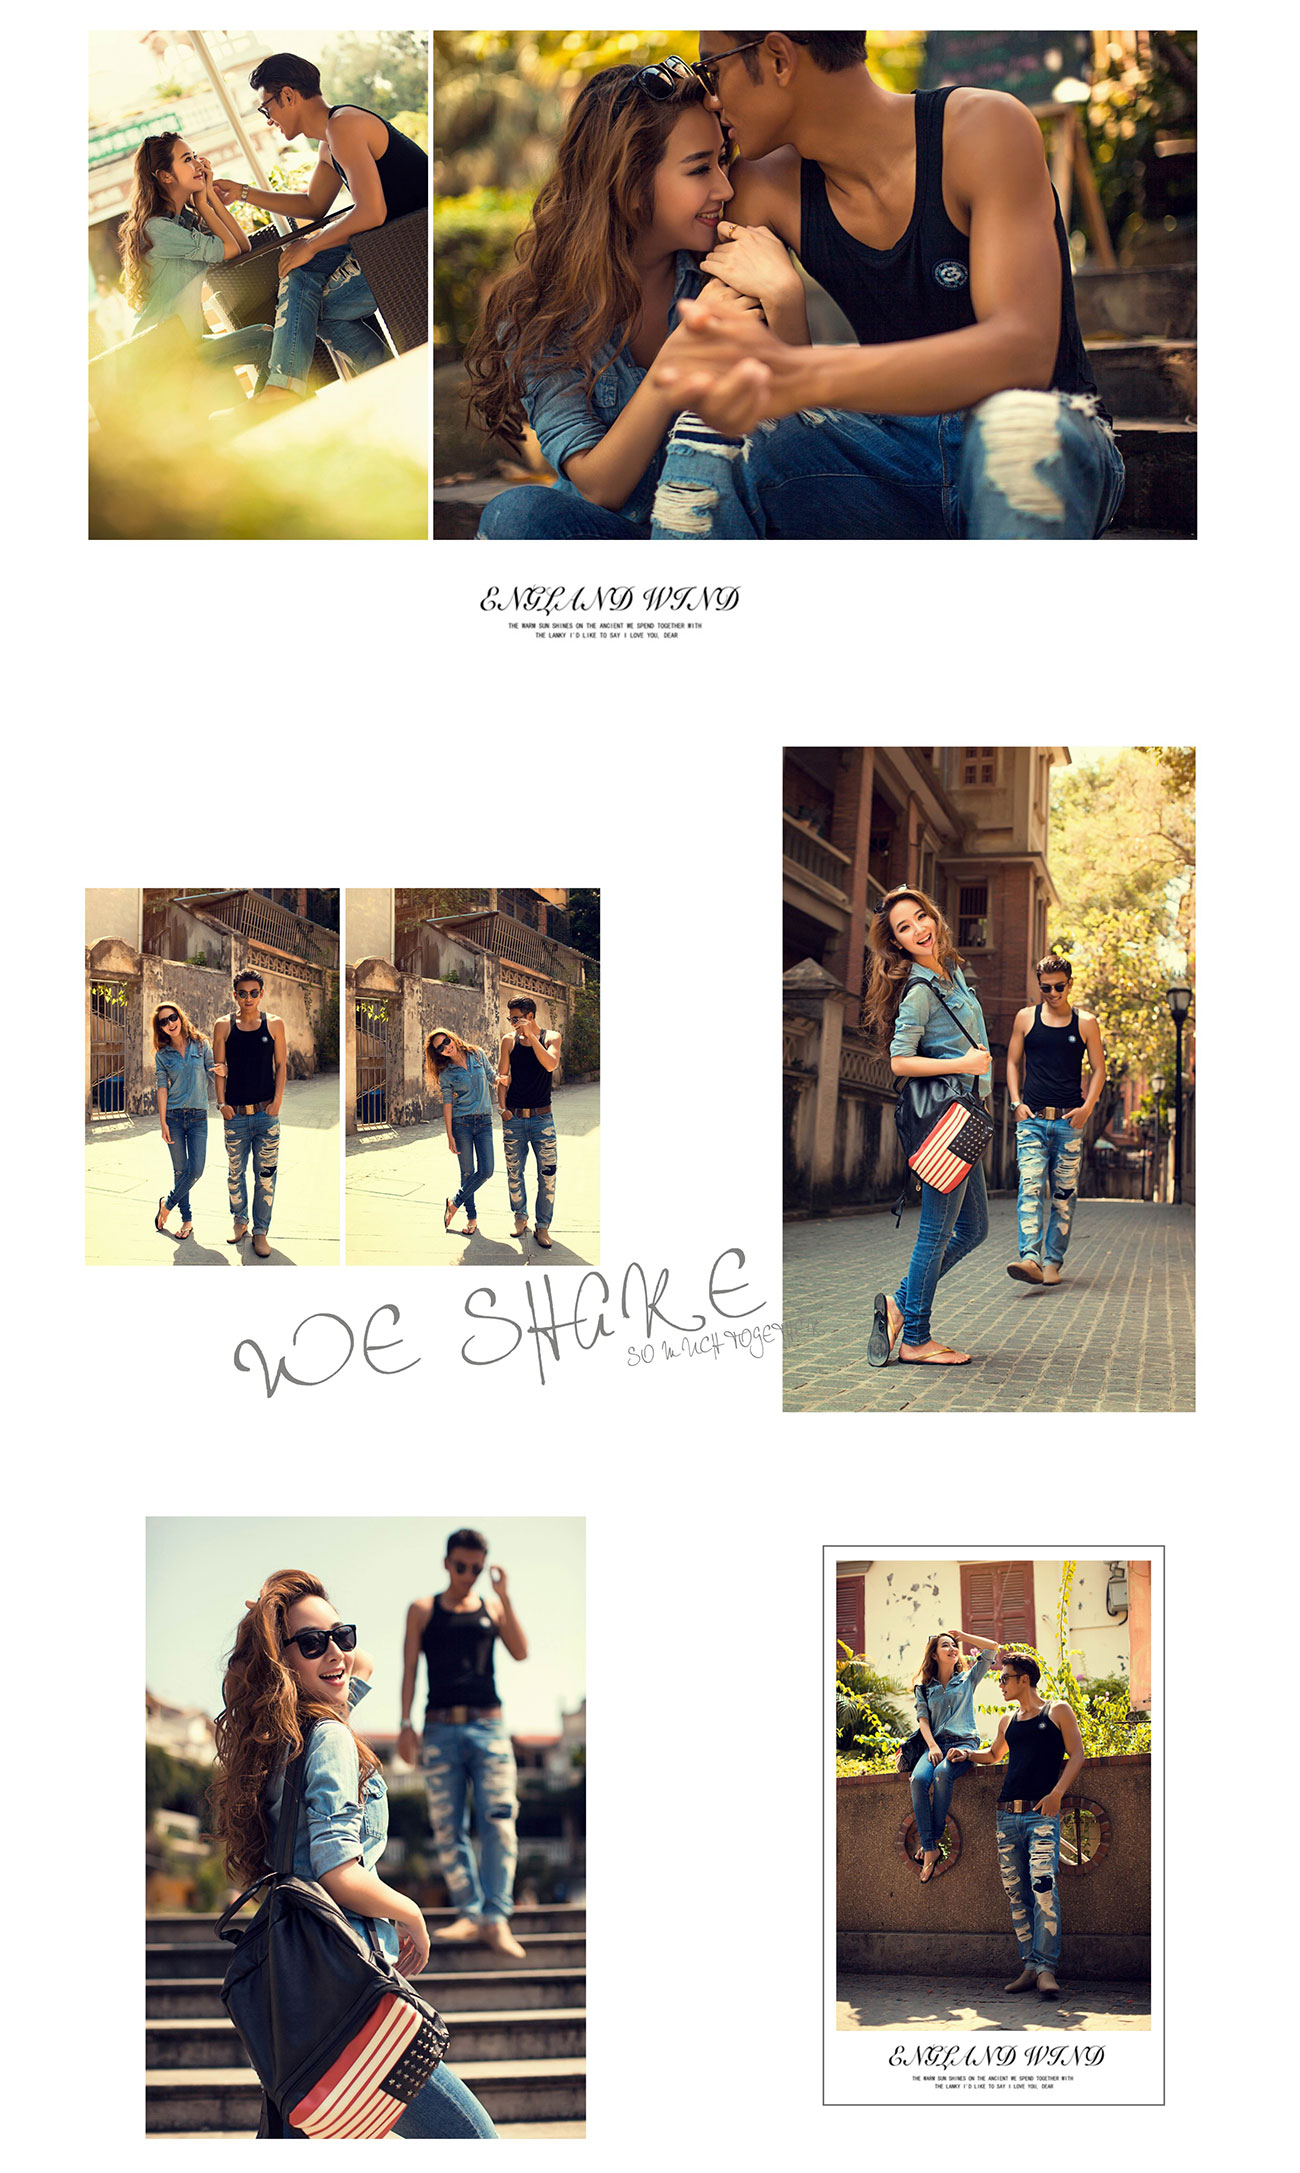 ENGLAND WIND
THE WARM SUN SHINES ON THE ANCIENT WE SPEND TOGETHER WITH
THE LANKY I'D LIKE TO SAY I LOVE YOU, DEAR
WE SHARE
SO MUCH TOGETHER
ENGLAND WIND
THE WARM SUN SHINES ON THE ANCIENT WE SPEND TOGETHER WITH
THE LANKY I'D LIKE TO SAY I LOVE YOU, DEAR